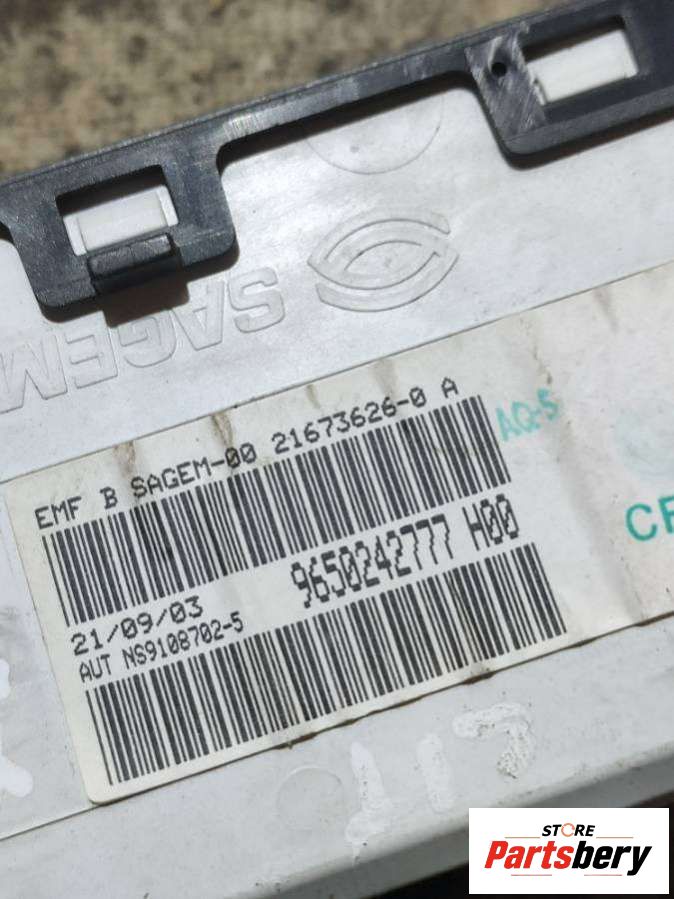 SAGEM
EMF B SAGEM-00 21673626-0 A
AQ-5
21/09/03
9650242777 H00
AUT NS9108702-5
STORE
Partsbery